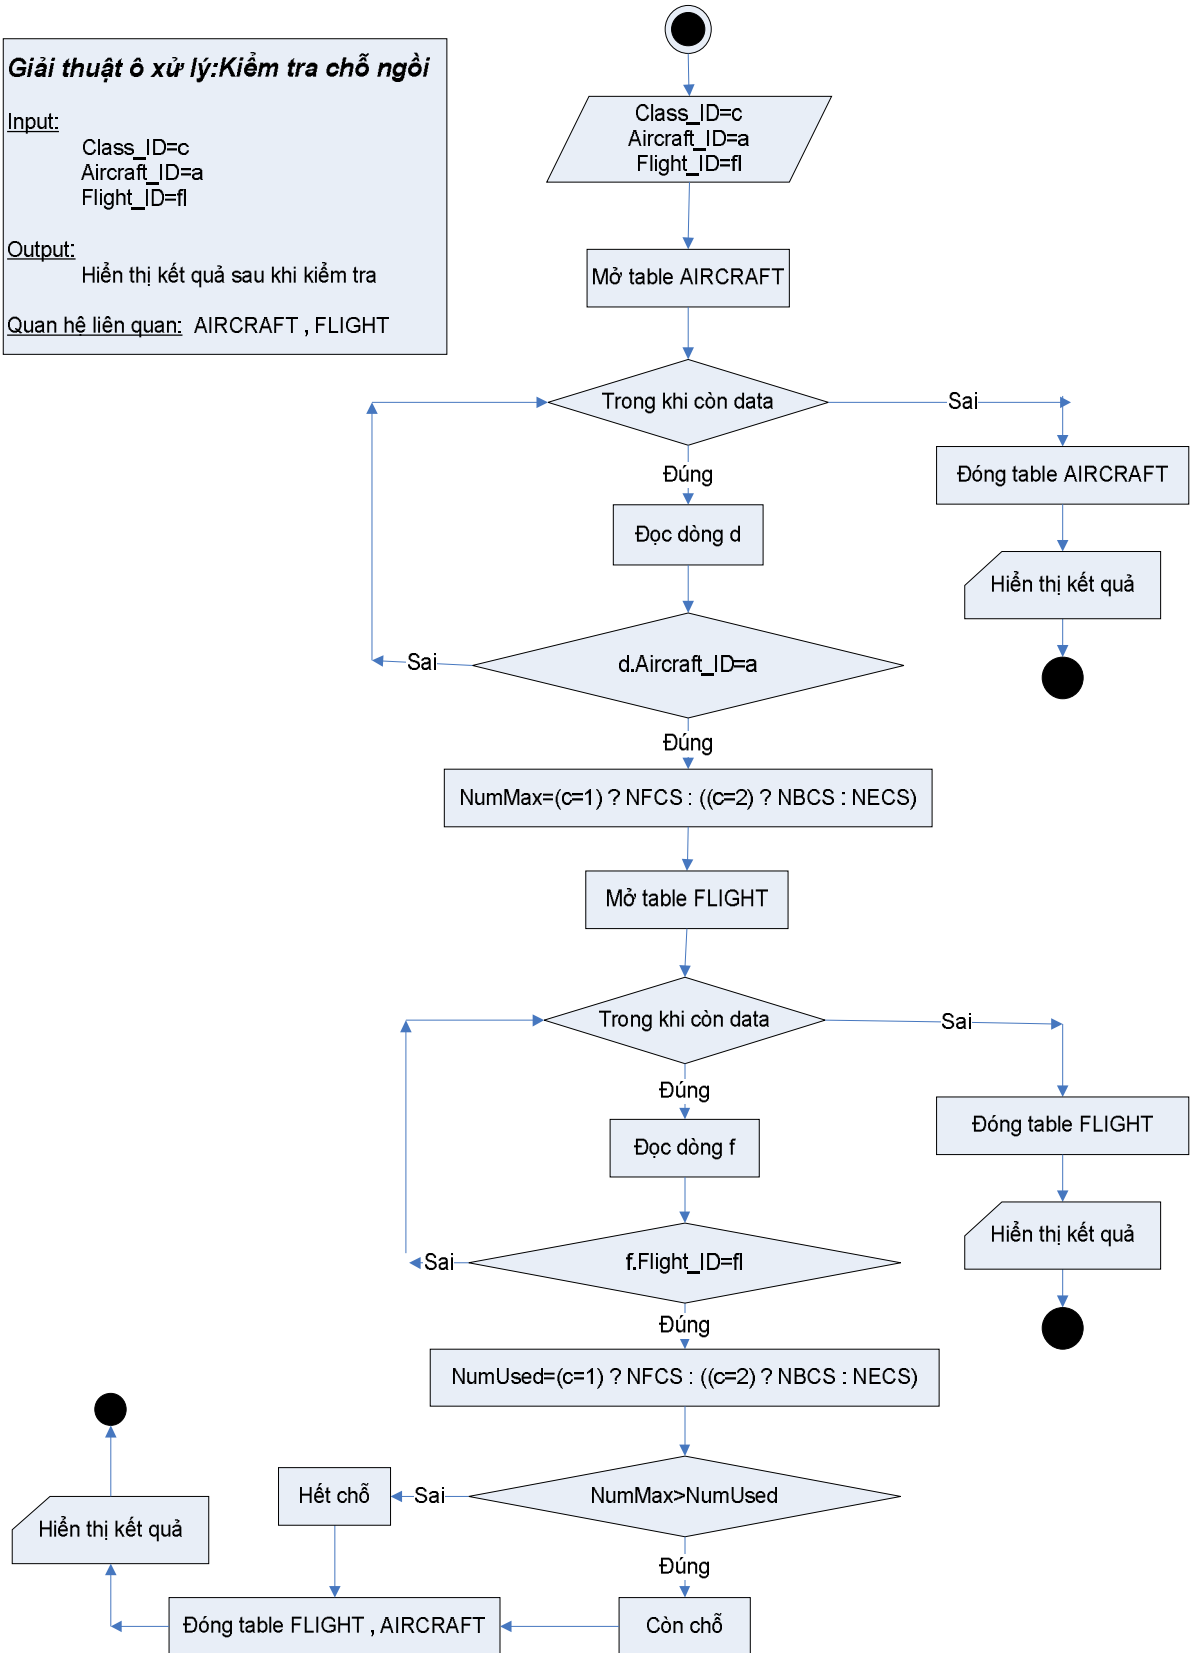 Giải thuật ô xử lý:Kiểm tra chỗ ngồi
Input:
Class_ID=c
Aircraft_ID=a
Flight_ID=fl
Output:
Hiển thị kết quả sau khi kiểm tra
Quan hệ liên quan: AIRCRAFT , FLIGHT
Class_ID=c
Aircraft_ID=a
Flight_ID=fl
Mở table AIRCRAFT
Trong khi còn data
Sai
Đóng table AIRCRAFT
Hiển thị kết quả
Đúng
Đọc dòng d
d.Aircraft_ID=a
Sai
Đúng
NumMax=(c=1) ? NFCS : ((c=2) ? NBCS : NECS)
Mở table FLIGHT
Trong khi còn data
Sai
Đóng table FLIGHT
Hiển thị kết quả
Đúng
Đọc dòng f
f.Flight_ID=fl
Sai
Đúng
NumUsed=(c=1) ? NFCS : ((c=2) ? NBCS : NECS)
NumMax>NumUsed
Sai
Hết chỗ
Đúng
Còn chỗ
Đóng table FLIGHT , AIRCRAFT
Hiển thị kết quả